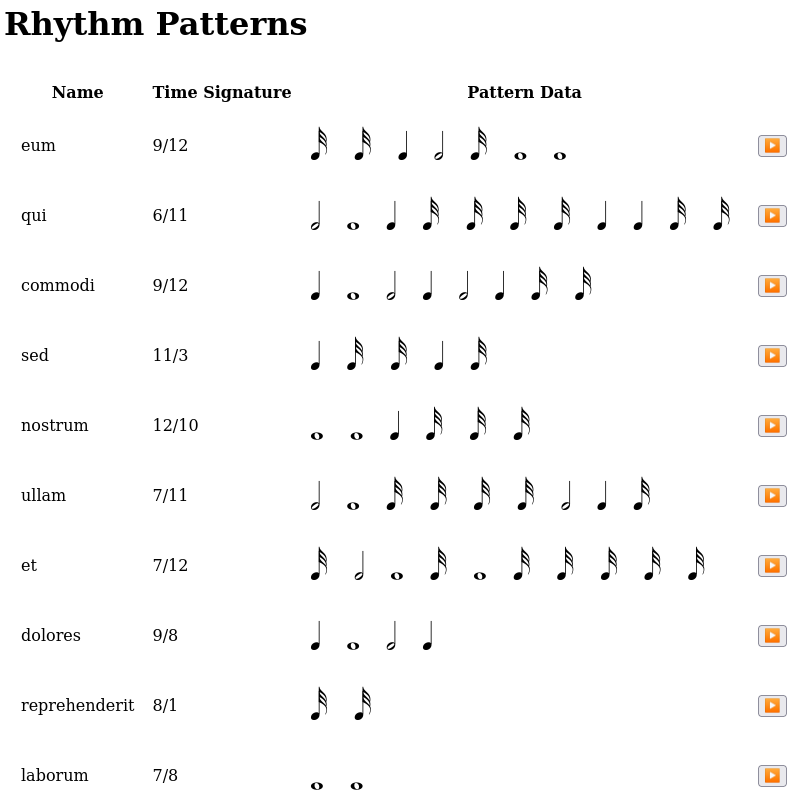 Rhythm Patterns
Name Time Signature Pattern Data
eum 9/12
qui 6/11
commodi 9/12
sed 11/3
nostrum 12/10
ullam 7/11
et 7/12
dolores 9/8
reprehenderit 8/1
laborum 7/8